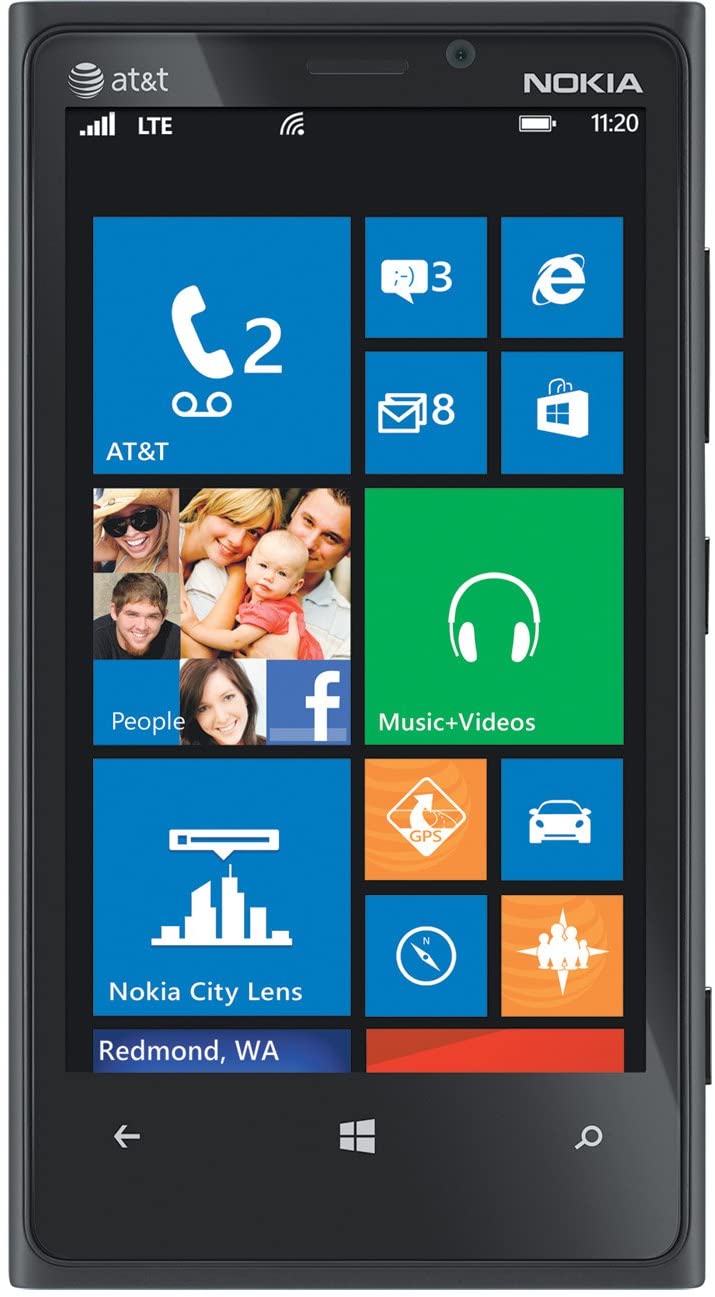 at&t
NOKIA
LTE
11:20
2
AT&T
;-) 3
8
People
f
Music+Videos
GPS
N
Nokia City Lens
Redmond, WA